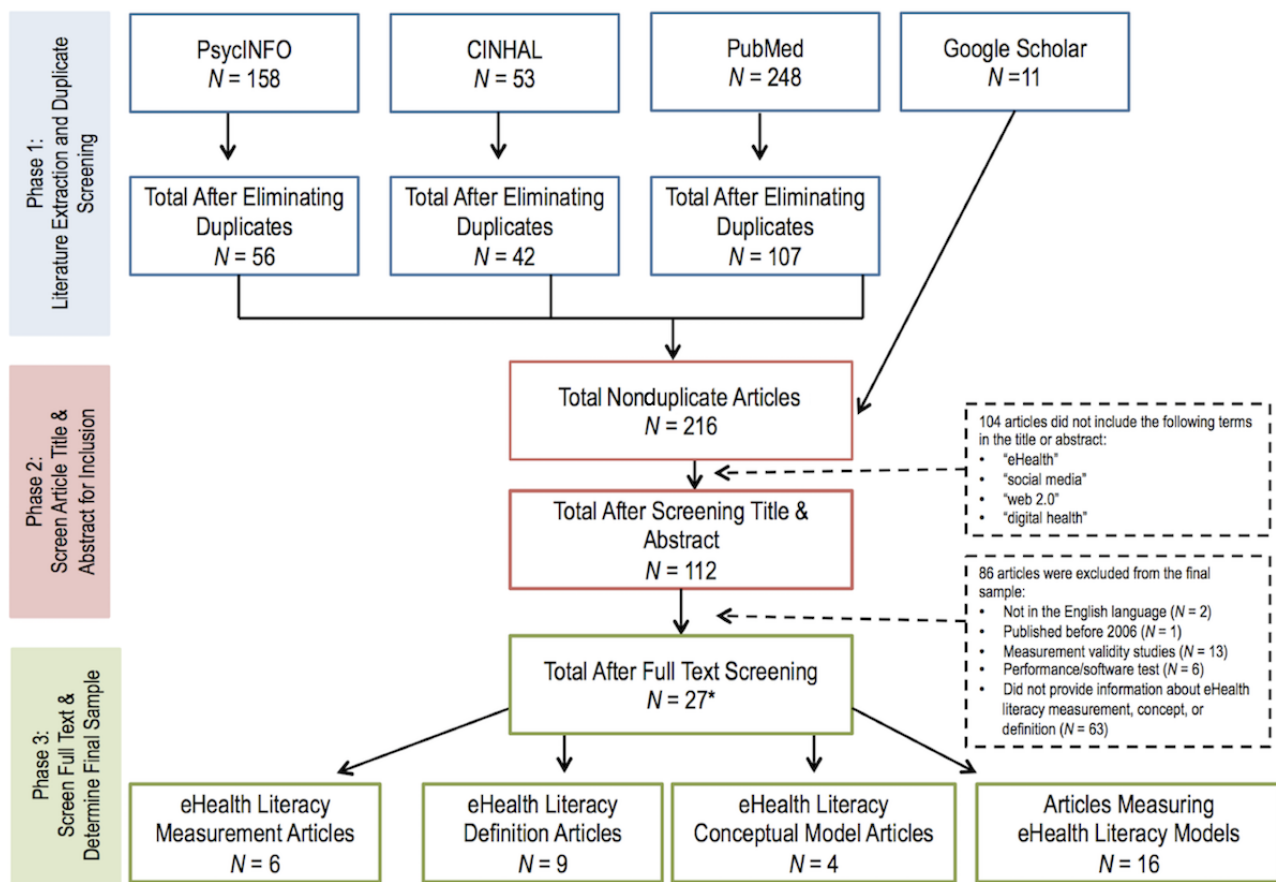 Phase 1:
Literature Extraction and Duplicate
Screening
PsycINFO
N = 158
CINHAL
N = 53
PubMed
N = 248
Google Scholar
N =11
Total After Eliminating
Duplicates
N = 56
Total After Eliminating
Duplicates
N = 42
Total After Eliminating
Duplicates
N = 107
Phase 2:
Screen Article Title &
Abstract for Inclusion
Total Nonduplicate Articles
N = 216
104 articles did not include the following terms
in the title or abstract:
• “eHealth”
• “social media”
• “web 2.0”
• “digital health”
Total After Screening Title &
Abstract
N = 112
86 articles were excluded from the final
sample:
• Not in the English language (N = 2)
• Published before 2006 (N = 1)
• Measurement validity studies (N = 13)
• Performance/software test (N = 6)
• Did not provide information about eHealth
literacy measurement, concept, or
definition (N = 63)
Phase 3:
Screen Full Text &
Determine Final Sample
Total After Full Text Screening
N = 27*
eHealth Literacy
Measurement Articles
N = 6
eHealth Literacy
Definition Articles
N = 9
eHealth Literacy
Conceptual Model Articles
N = 4
Articles Measuring
eHealth Literacy Models
N = 16